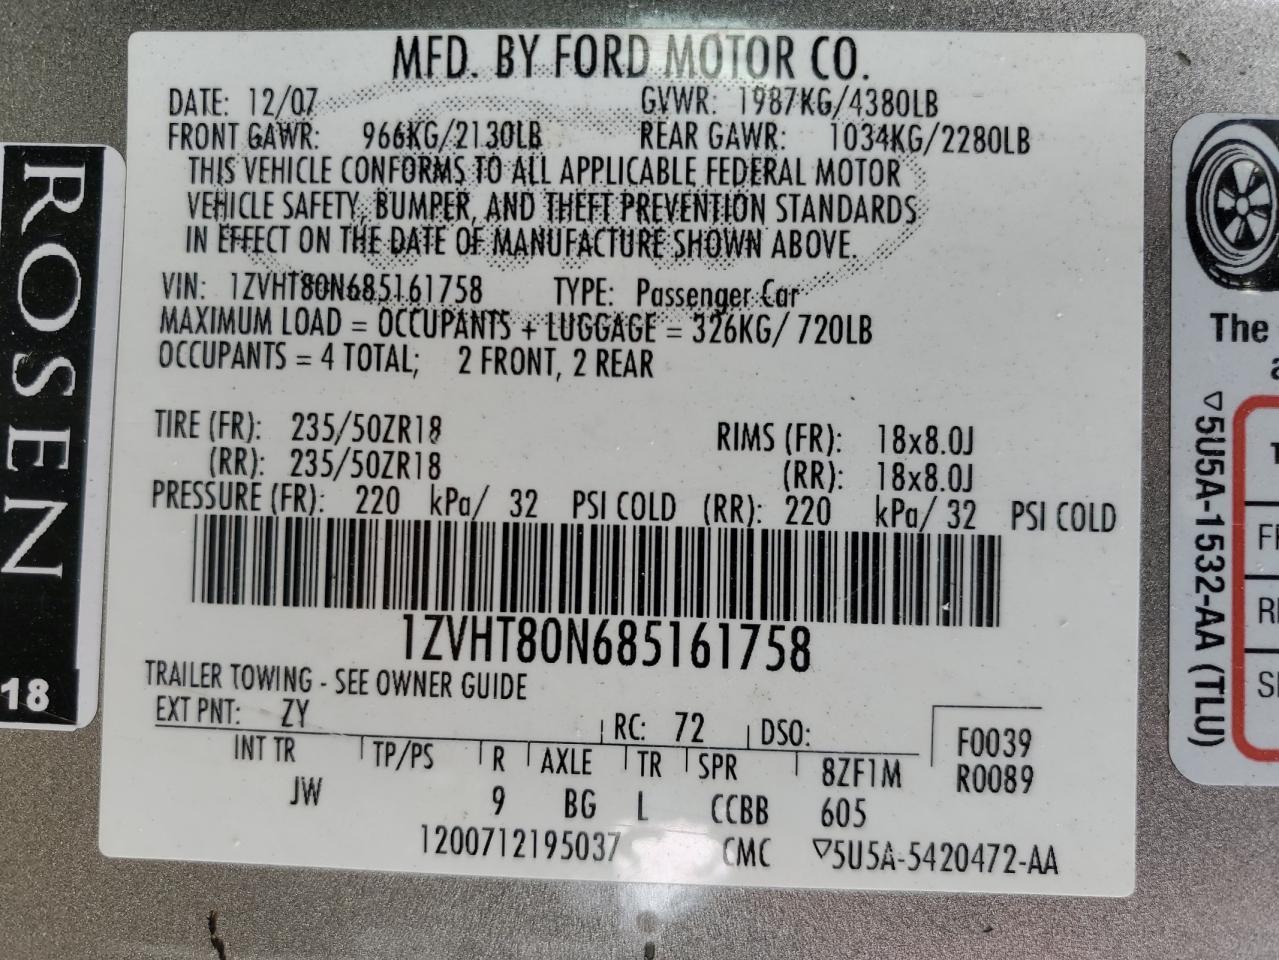 MFD. BY FORD MOTOR CO.
DATE: 12/07 GVWR: 1987KG/4380LB
FRONT GAWR: 966KG/2130LB REAR GAWR: 1034KG/2280LB
THIS VEHICLE CONFORMS TO ALL APPLICABLE FEDERAL MOTOR
VEHICLE SAFETY, BUMPER, AND THEFT PREVENTION STANDARDS
IN EFFECT ON THE DATE OF MANUFACTURE SHOWN ABOVE.
VIN: 1ZVHT80N685161758 TYPE: Passenger Car
MAXIMUM LOAD = OCCUPANTS + LUGGAGE = 326KG/ 720LB
OCCUPANTS = 4 TOTAL; 2 FRONT, 2 REAR
TIRE (FR): 235/50ZR18 RIMS (FR): 18x8.0J
(RR): 235/50ZR18 (RR): 18x8.0J
PRESSURE (FR): 220 kPa/ 32 PSI COLD (RR): 220 kPa/ 32 PSI COLD
1ZVHT80N685161758
TRAILER TOWING - SEE OWNER GUIDE
EXT PNT: ZY RC: 72 DSO: F0039
INT TR TP/PS R AXLE TR SPR 8ZF1M R0089
JW 9 BG L CCBB 605
1200712195037 CMC ▽5U5A-5420472-AA
ROSEN
18
The
▽5U5A-1532-AA (TLU)